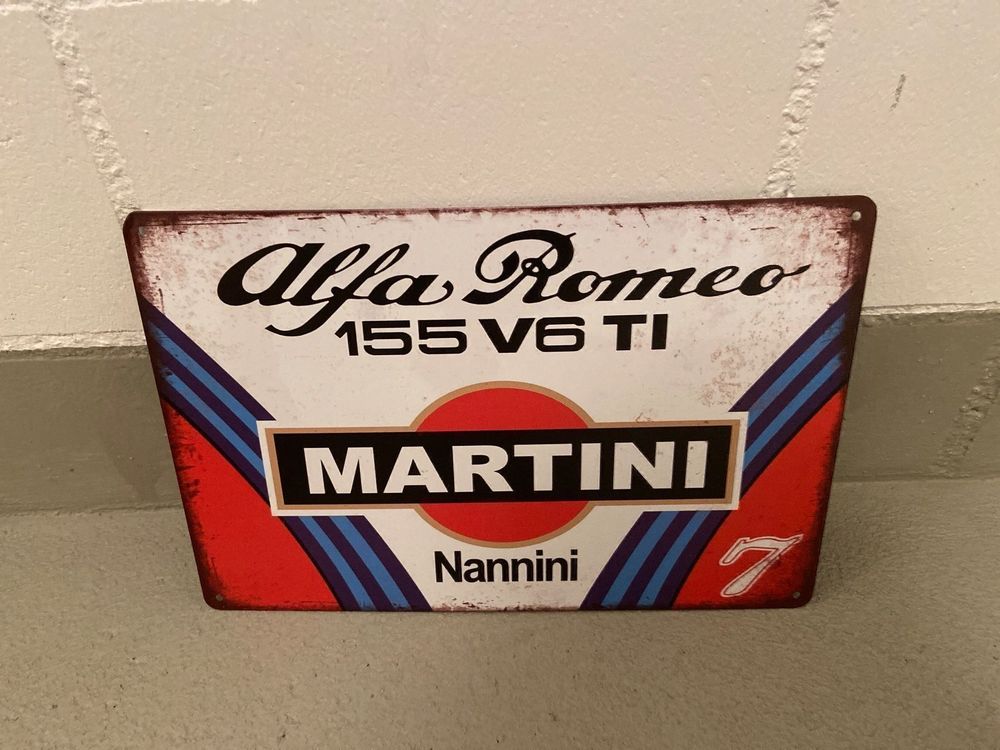 Alfa Romeo
155 V6 TI
MARTINI
Nannini
7